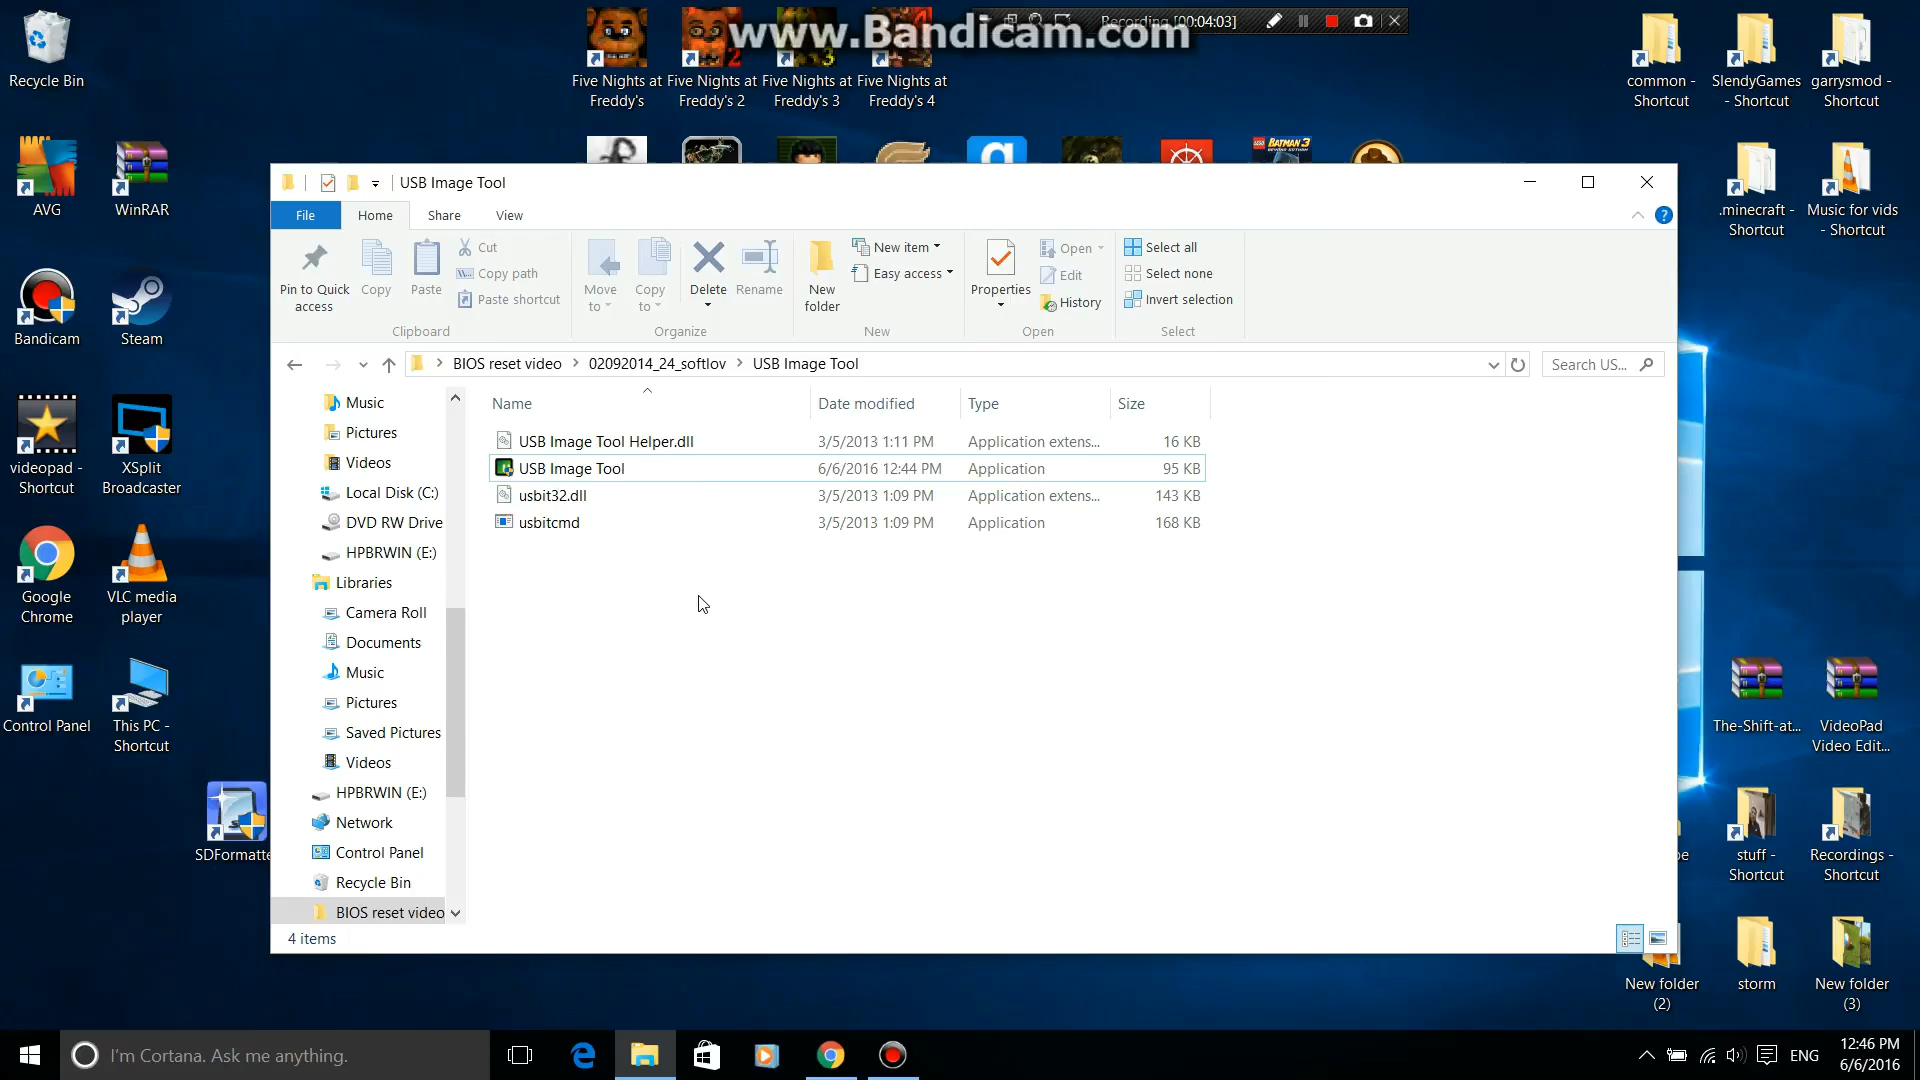 www.Bandicam.com
Recording [00:04:03]
Recycle Bin
Five Nights at Freddy's
Five Nights at Freddy's 2
Five Nights at Freddy's 3
Five Nights at Freddy's 4
common - Shortcut
SlendyGames - Shortcut
garrysmod - Shortcut
AVG
WinRAR
BATMAN 3
.minecraft - Shortcut
Music for vids - Shortcut
USB Image Tool
File
Home
Share
View
Pin to Quick access
Copy
Paste
Cut
Copy path
Paste shortcut
Clipboard
Move to
Copy to
Delete
Rename
Organize
New folder
New item
Easy access
New
Properties
Open
Edit
History
Open
Select all
Select none
Invert selection
Select
BIOS reset video
02092014_24_softlov
USB Image Tool
Search US...
Bandicam
Steam
videopad - Shortcut
XSplit Broadcaster
Google Chrome
VLC media player
Control Panel
This PC - Shortcut
SDFormatte
Music
Pictures
Videos
Local Disk (C:)
DVD RW Drive
HPBRWIN (E:)
Libraries
Camera Roll
Documents
Music
Pictures
Saved Pictures
Videos
HPBRWIN (E:)
Network
Control Panel
Recycle Bin
BIOS reset video
Name Date modified Type Size
USB Image Tool Helper.dll 3/5/2013 1:11 PM Application extens... 16 KB
USB Image Tool 6/6/2016 12:44 PM Application 95 KB
usbit32.dll 3/5/2013 1:09 PM Application extens... 143 KB
usbitcmd 3/5/2013 1:09 PM Application 168 KB
4 items
The-Shift-at...
VideoPad Video Edit...
stuff - Shortcut
Recordings - Shortcut
New folder (2)
storm
New folder (3)
I'm Cortana. Ask me anything.
ENG
12:46 PM
6/6/2016